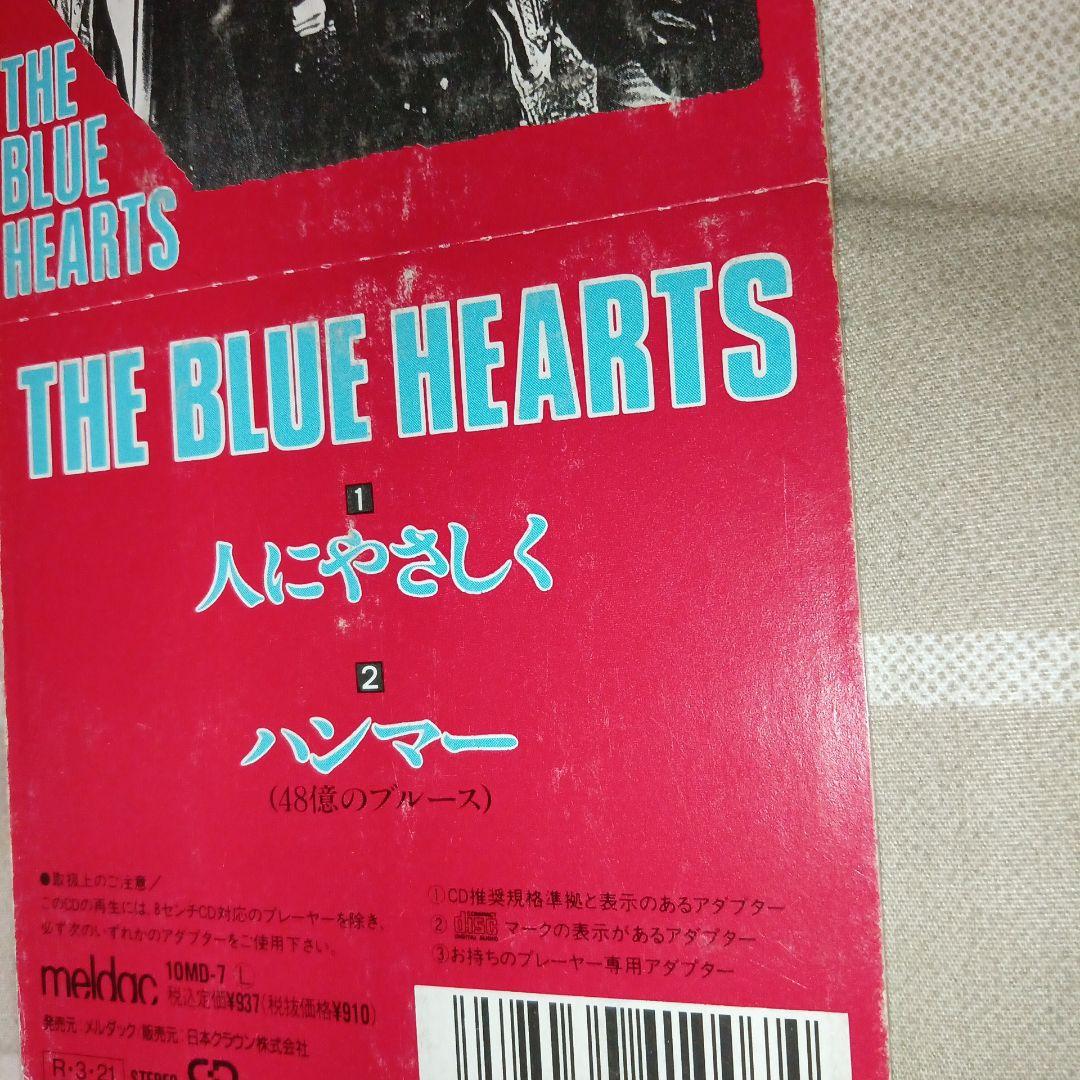 THE
BLUE
HEARTS
THE BLUE HEARTS
1
人にやさしく
2
ハンマー
(48億のブルース)
●取扱上のご注意/
このCDの再生には、8センチCD対応のプレーヤーを除き、
必ず次のいずれかのアダプターをご使用下さい。
①CD推奨規格準拠と表示のあるアダプター
②COMPACT disc DIGITAL AUDIO マークの表示があるアダプター
③お持ちのプレーヤー専用アダプター
meldac 10MD-7 Ⓛ
税込定価¥937(税抜価格¥910)
発売元:メルダック/販売元:日本クラウン株式会社
R・3・21 STEREO CD